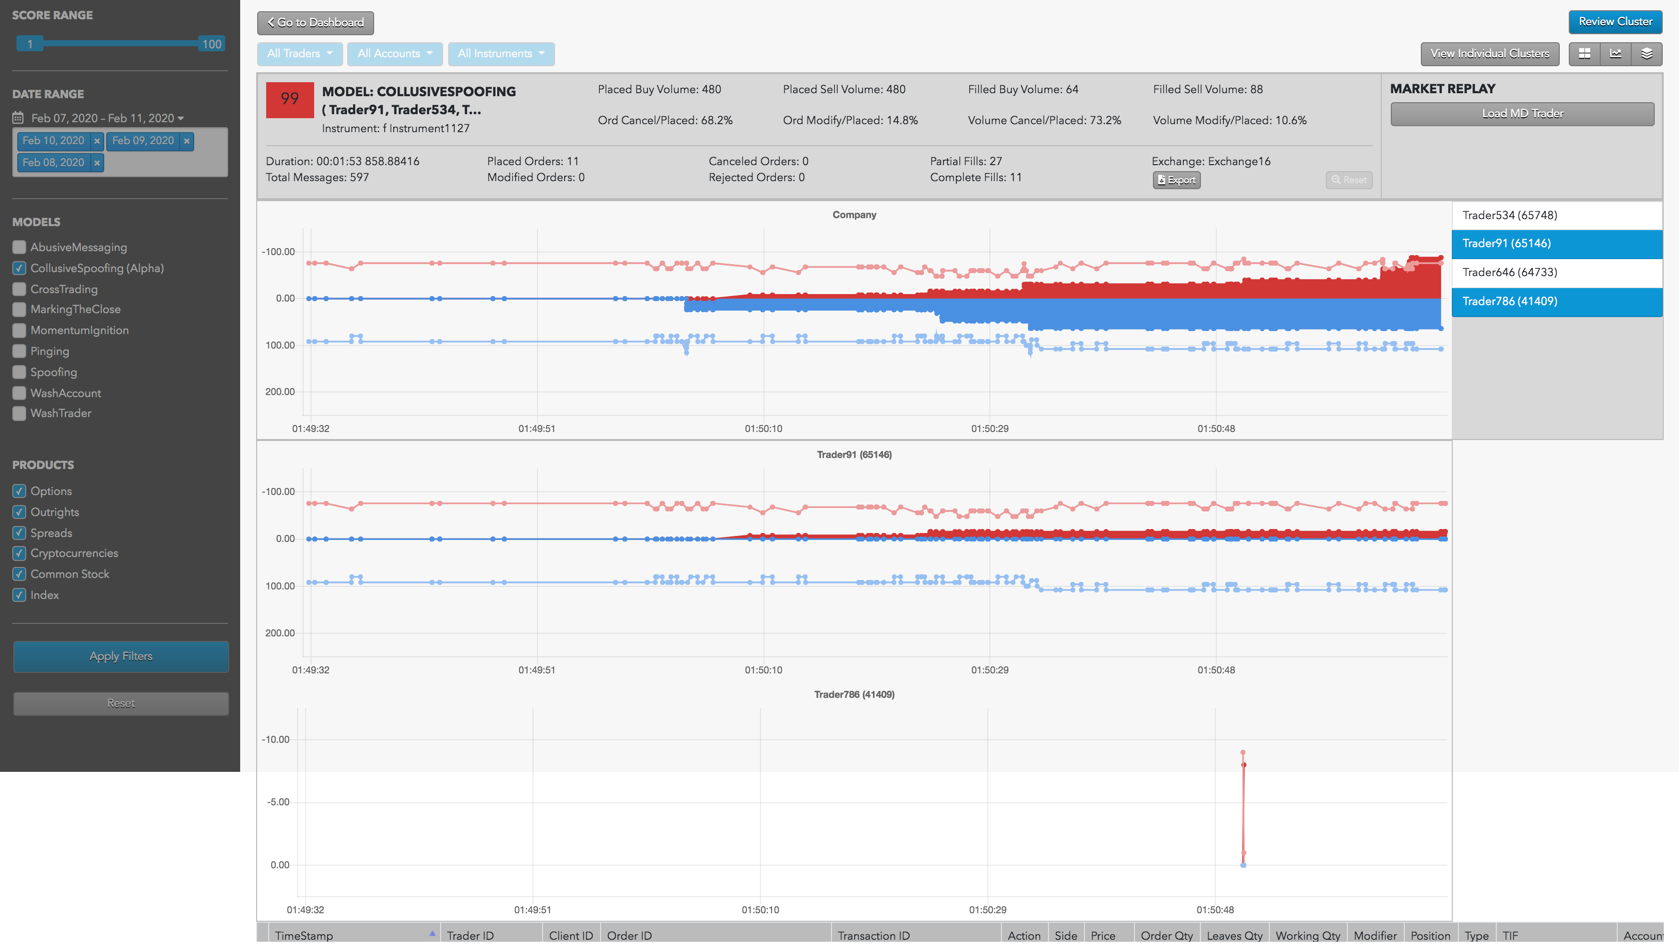 SCORE RANGE
1 100
DATE RANGE
Feb 07, 2020 – Feb 11, 2020
Feb 10, 2020 × Feb 09, 2020 ×
Feb 08, 2020 ×
MODELS
AbusiveMessaging
CollusiveSpoofing (Alpha)
CrossTrading
MarkingTheClose
MomentumIgnition
Pinging
Spoofing
WashAccount
WashTrader
PRODUCTS
Options
Outrights
Spreads
Cryptocurrencies
Common Stock
Index
Apply Filters
Reset
Go to Dashboard
Review Cluster
All Traders All Accounts All Instruments
View Individual Clusters
99
MODEL: COLLUSIVESPOOFING
( Trader91, Trader534, T...
Instrument: f Instrument1127
Placed Buy Volume: 480 Placed Sell Volume: 480 Filled Buy Volume: 64 Filled Sell Volume: 88
Ord Cancel/Placed: 68.2% Ord Modify/Placed: 14.8% Volume Cancel/Placed: 73.2% Volume Modify/Placed: 10.6%
Duration: 00:01:53 858.88416 Placed Orders: 11 Canceled Orders: 0 Partial Fills: 27 Exchange: Exchange16
Total Messages: 597 Modified Orders: 0 Rejected Orders: 0 Complete Fills: 11 Export Reset
MARKET REPLAY
Load MD Trader
Trader534 (65748)
Trader91 (65146)
Trader646 (64733)
Trader786 (41409)
Company
-100.00
0.00
100.00
200.00
01:49:32 01:49:51 01:50:10 01:50:29 01:50:48
Trader91 (65146)
-100.00
0.00
100.00
200.00
01:49:32 01:49:51 01:50:10 01:50:29 01:50:48
Trader786 (41409)
-10.00
-5.00
0.00
01:49:32 01:49:51 01:50:10 01:50:29 01:50:48
TimeStamp Trader ID Client ID Order ID Transaction ID Action Side Price Order Qty Leaves Qty Working Qty Modifier Position Type TIF Accoun